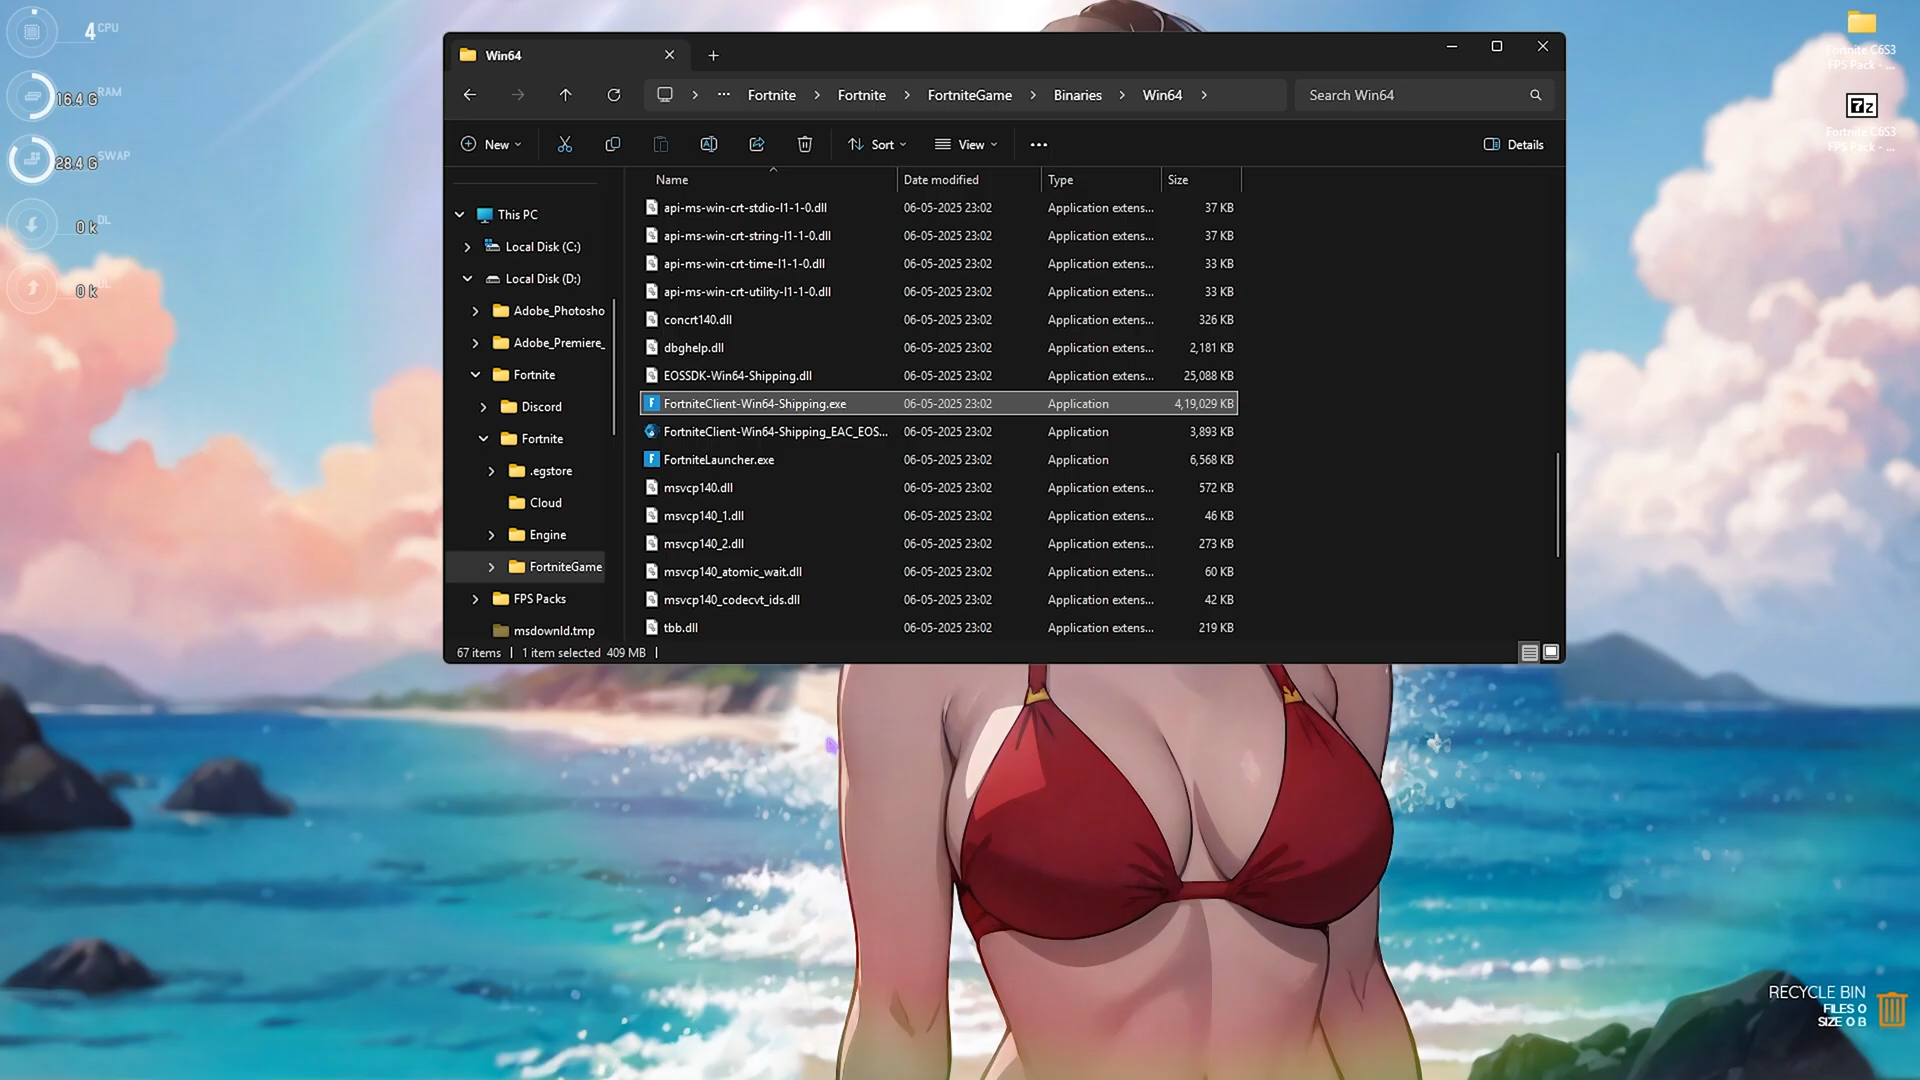 4 CPU
16.4 G RAM
28.4 G SWAP
0 k DL
0 k
Win64
Fortnite Fortnite FortniteGame Binaries Win64
Search Win64
New Sort View Details
Name Date modified Type Size
This PC
Local Disk (C:)
Local Disk (D:)
Adobe_Photosho
Adobe_Premiere_
Fortnite
Discord
Fortnite
.egstore
Cloud
Engine
FortniteGame
FPS Packs
msdownld.tmp
api-ms-win-crt-stdio-l1-1-0.dll 06-05-2025 23:02 Application extens... 37 KB
api-ms-win-crt-string-l1-1-0.dll 06-05-2025 23:02 Application extens... 37 KB
api-ms-win-crt-time-l1-1-0.dll 06-05-2025 23:02 Application extens... 33 KB
api-ms-win-crt-utility-l1-1-0.dll 06-05-2025 23:02 Application extens... 33 KB
concrt140.dll 06-05-2025 23:02 Application extens... 326 KB
dbghelp.dll 06-05-2025 23:02 Application extens... 2,181 KB
EOSSDK-Win64-Shipping.dll 06-05-2025 23:02 Application extens... 25,088 KB
FortniteClient-Win64-Shipping.exe 06-05-2025 23:02 Application 4,19,029 KB
FortniteClient-Win64-Shipping_EAC_EOS... 06-05-2025 23:02 Application 3,893 KB
FortniteLauncher.exe 06-05-2025 23:02 Application 6,568 KB
msvcp140.dll 06-05-2025 23:02 Application extens... 572 KB
msvcp140_1.dll 06-05-2025 23:02 Application extens... 46 KB
msvcp140_2.dll 06-05-2025 23:02 Application extens... 273 KB
msvcp140_atomic_wait.dll 06-05-2025 23:02 Application extens... 60 KB
msvcp140_codecvt_ids.dll 06-05-2025 23:02 Application extens... 42 KB
tbb.dll 06-05-2025 23:02 Application extens... 219 KB
67 items 1 item selected 409 MB
Fortnite C6S3
FPS Pack - ...
7z
Fortnite C6S3
FPS Pack - ...
RECYCLE BIN
FILES 0
SIZE 0 B